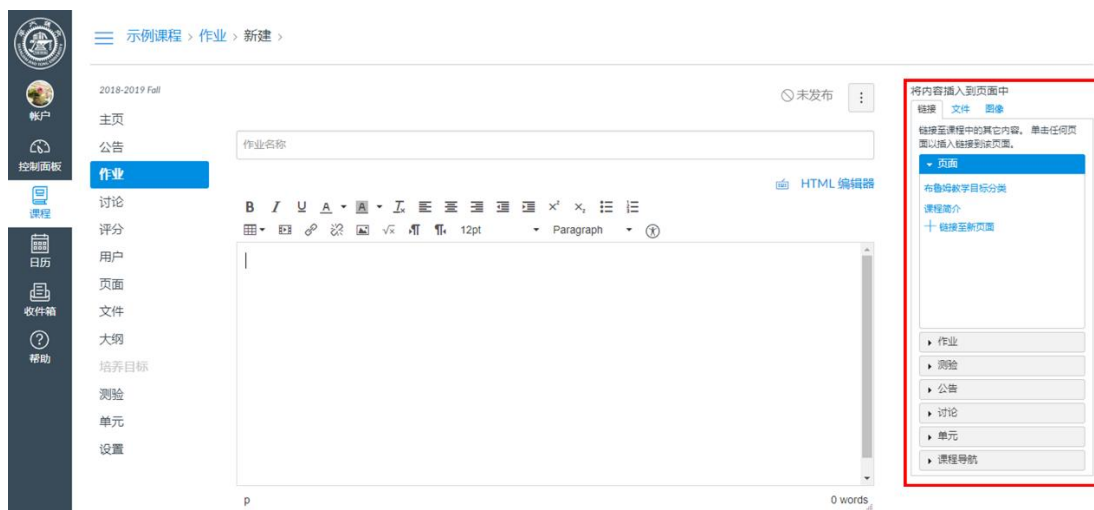 示例课程 › 作业 › 新建 ›
帐户
控制面板
课程
日历
收件箱
帮助
2018-2019 Fall
主页
公告
作业
讨论
评分
用户
页面
文件
大纲
培养目标
测验
单元
设置
未发布
作业名称
HTML 编辑器
B I U A A
12pt Paragraph
p
0 words
将内容插入到页面中
链接 文件 图像
链接至课程中的其它内容。 单击任何页
面以插入链接到该页面。
页面
布鲁姆教学目标分类
课程简介
链接至新页面
作业
测验
公告
讨论
单元
课程导航